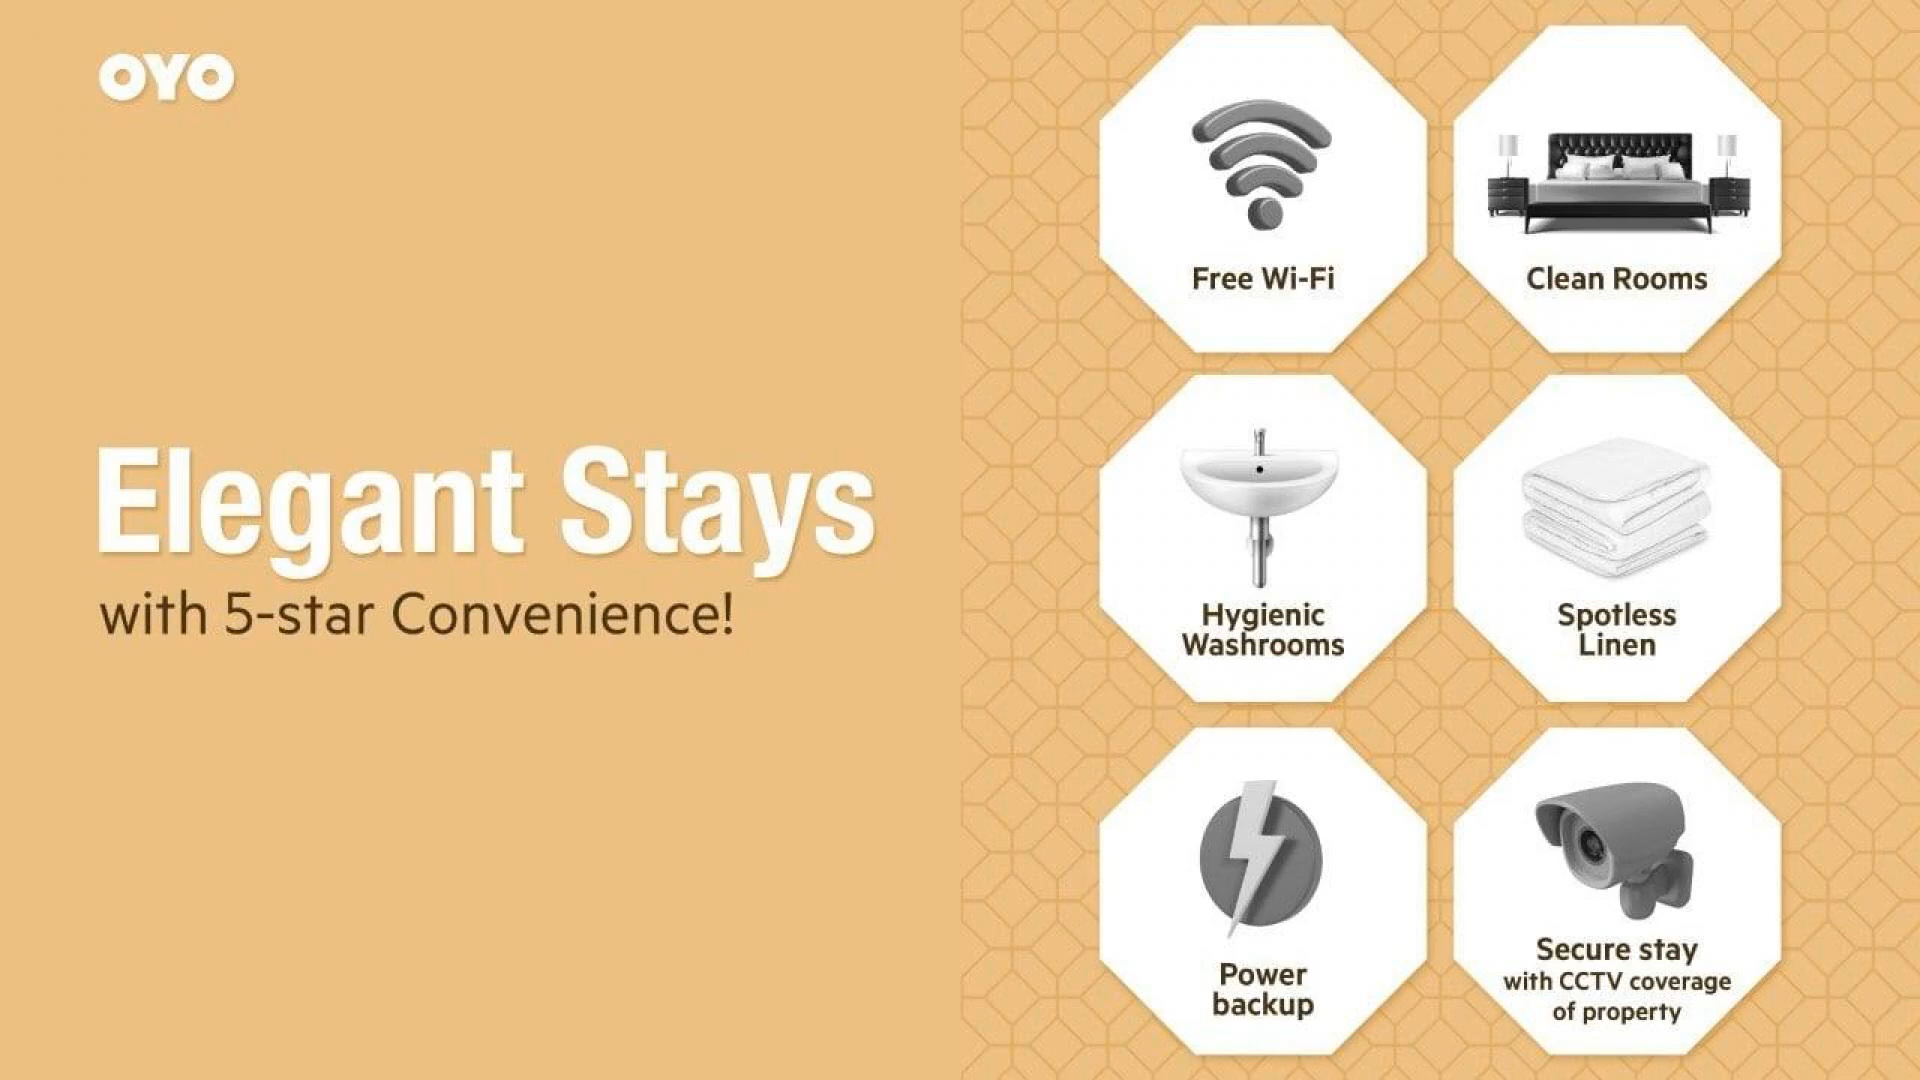 OYO
Elegant Stays
with 5-star Convenience!
Free Wi-Fi
Clean Rooms
Hygienic
Washrooms
Spotless
Linen
Power
backup
Secure stay
with CCTV coverage
of property